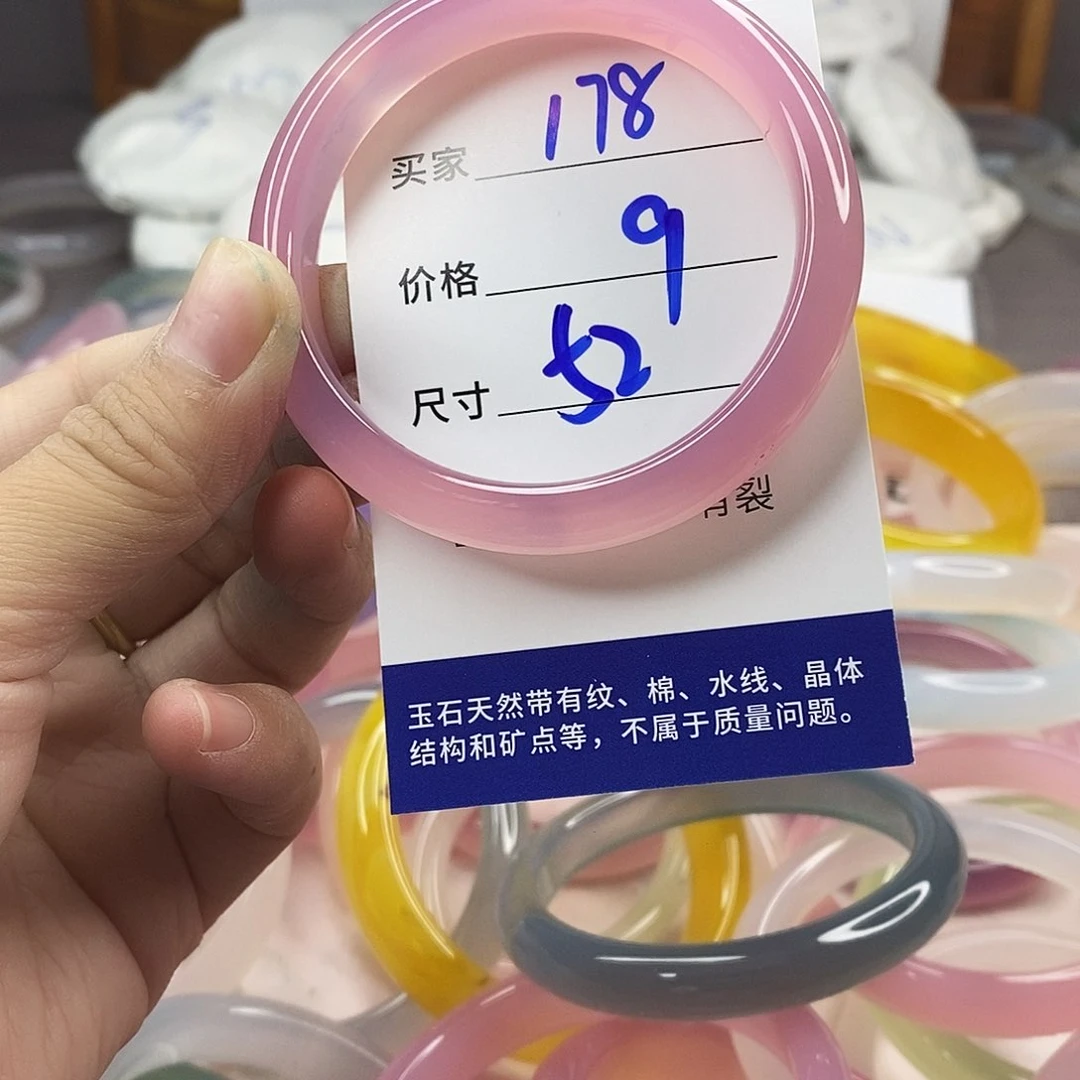 买家 178
价格 9
尺寸 52
有裂
玉石天然带有纹、棉、水线、晶体
结构和矿点等，不属于质量问题。